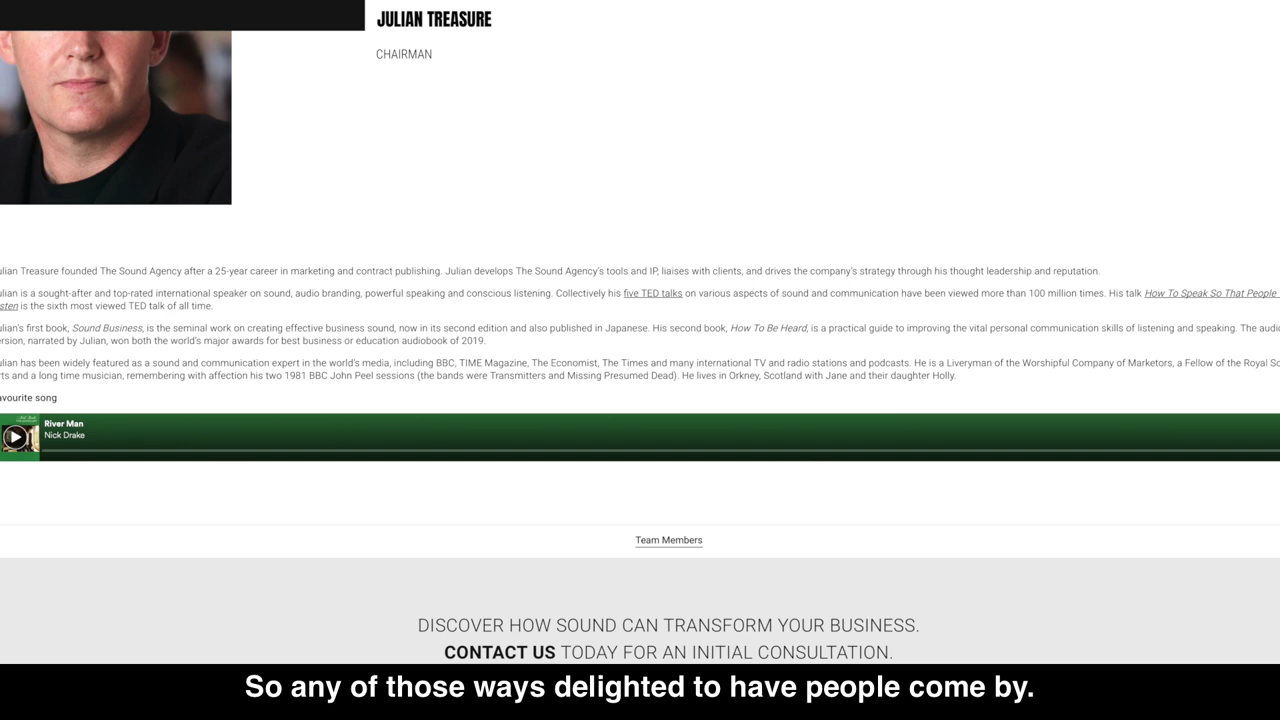 JULIAN TREASURE
CHAIRMAN
ulian Treasure founded The Sound Agency after a 25-year career in marketing and contract publishing. Julian develops The Sound Agency's tools and IP, liaises with clients, and drives the company's strategy through his thought leadership and reputation.
ulian is a sought-after and top-rated international speaker on sound, audio branding, powerful speaking and conscious listening. Collectively his five TED talks on various aspects of sound and communication have been viewed more than 100 million times. His talk How To Speak So That People
sten is the sixth most viewed TED talk of all time.
ulian's first book, Sound Business, is the seminal work on creating effective business sound, now in its second edition and also published in Japanese. His second book, How To Be Heard, is a practical guide to improving the vital personal communication skills of listening and speaking. The audio
ersion, narrated by Julian, won both the world's major awards for best business or education audiobook of 2019.
ulian has been widely featured as a sound and communication expert in the world's media, including BBC, TIME Magazine, The Economist, The Times and many international TV and radio stations and podcasts. He is a Liveryman of the Worshipful Company of Marketors, a Fellow of the Royal So
rts and a long time musician, remembering with affection his two 1981 BBC John Peel sessions (the bands were Transmitters and Missing Presumed Dead). He lives in Orkney, Scotland with Jane and their daughter Holly.
avourite song
River Man
Nick Drake
Team Members
DISCOVER HOW SOUND CAN TRANSFORM YOUR BUSINESS.
CONTACT US TODAY FOR AN INITIAL CONSULTATION.
So any of those ways delighted to have people come by.